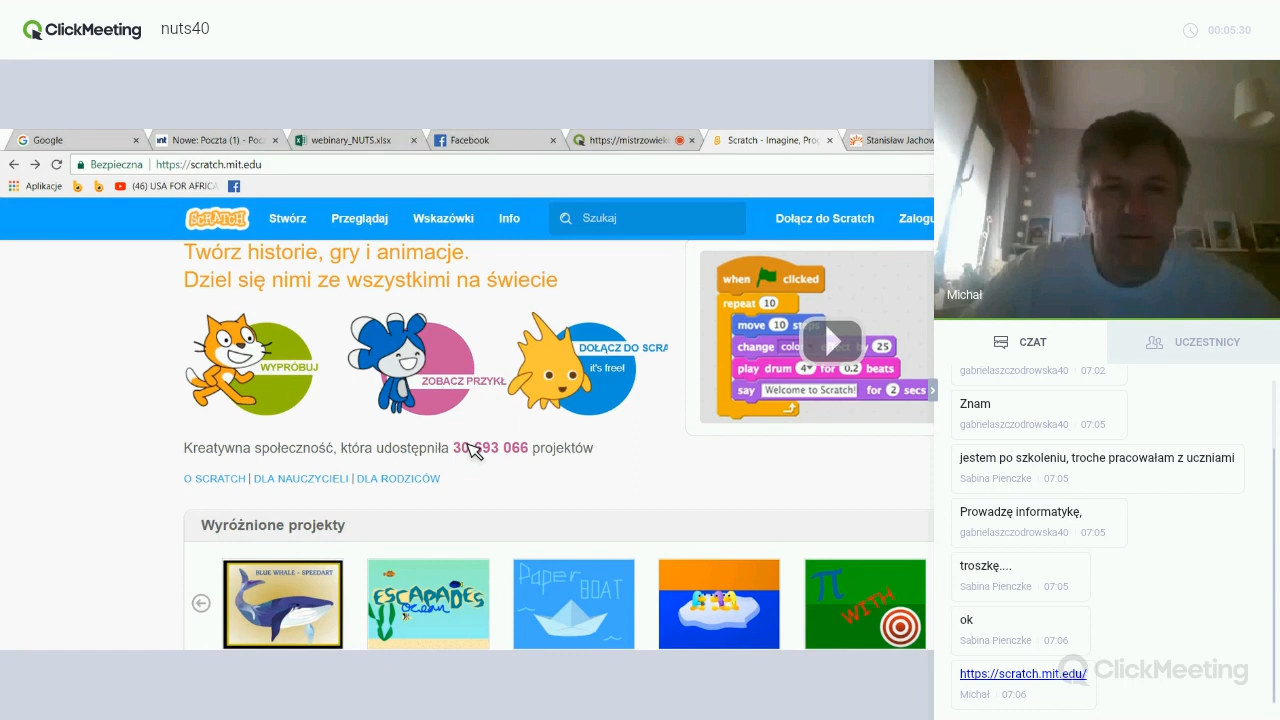 ClickMeeting
nuts40
00:05:30
Google
Nowe: Poczta (1) - Poc
webinary_NUTS.xlsx
Facebook
https://mistrzowiek
Scratch - Imagine, Prog
Stanisław Jachow
Bezpieczna
https://scratch.mit.edu
Aplikacje
(46) USA FOR AFRICA
SCRATCH
Stwórz
Przeglądaj
Wskazówki
Info
Szukaj
Dołącz do Scratch
Zalogu
Twórz historie, gry i animacje.
Dziel się nimi ze wszystkimi na świecie
WYPRÓBUJ
ZOBACZ PRZYKŁ
DOŁĄCZ DO SCRA
it's free!
when clicked
repeat 10
move 10 steps
change colo effect by 25
play drum 4 for 0.2 beats
say Welcome to Scratch! for 2 secs
Kreatywna społeczność, która udostępniła 30 693 066 projektów
O SCRATCH | DLA NAUCZYCIELI | DLA RODZICÓW
Wyróżnione projekty
BLUE WHALE - SPEEDART
ESCAPADES
Ocean
Paper
BOAT
π
WITH
Michał
CZAT
UCZESTNICY
gabrielaszczodrowska40 07:02
Znam
gabrielaszczodrowska40 07:05
jestem po szkoleniu, troche pracowałam z uczniami
Sabina Pienczke 07:05
Prowadzę informatykę,
gabrielaszczodrowska40 07:05
troszkę....
Sabina Pienczke 07:05
ok
Sabina Pienczke 07:06
https://scratch.mit.edu/
Michał 07:06
ClickMeeting